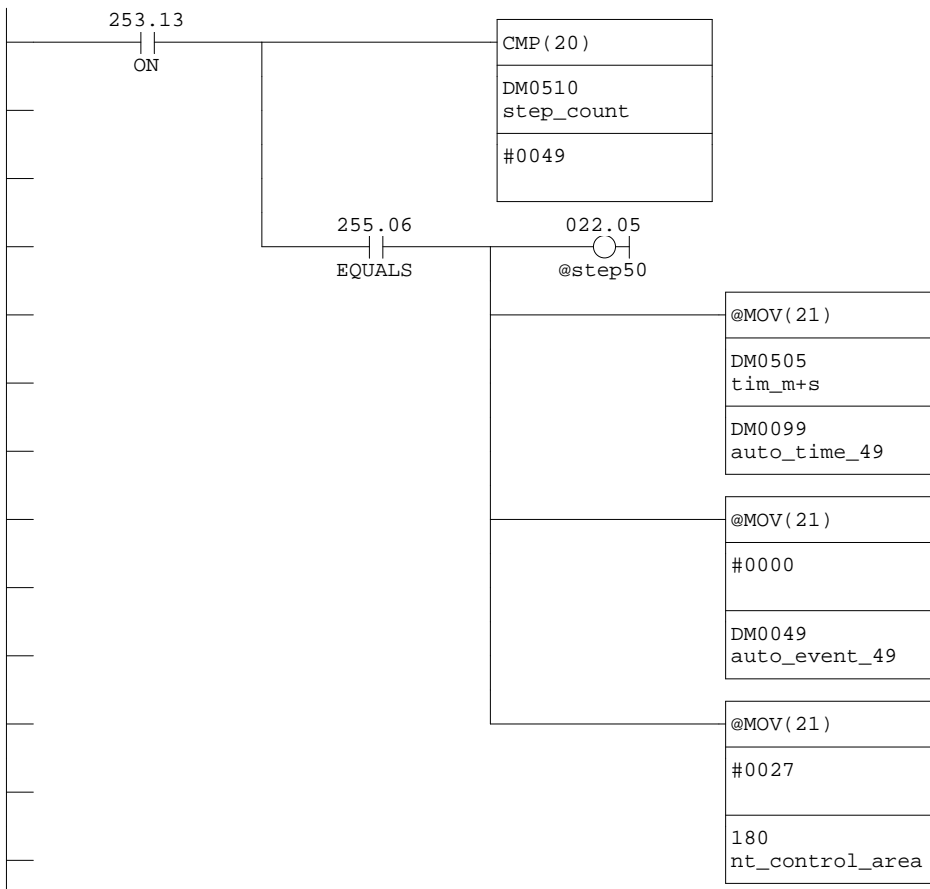 253.13
ON
CMP(20)
DM0510
step_count
#0049
255.06
EQUALS
022.05
@step50
@MOV(21)
DM0505
tim_m+s
DM0099
auto_time_49
@MOV(21)
#0000
DM0049
auto_event_49
@MOV(21)
#0027
180
nt_control_area